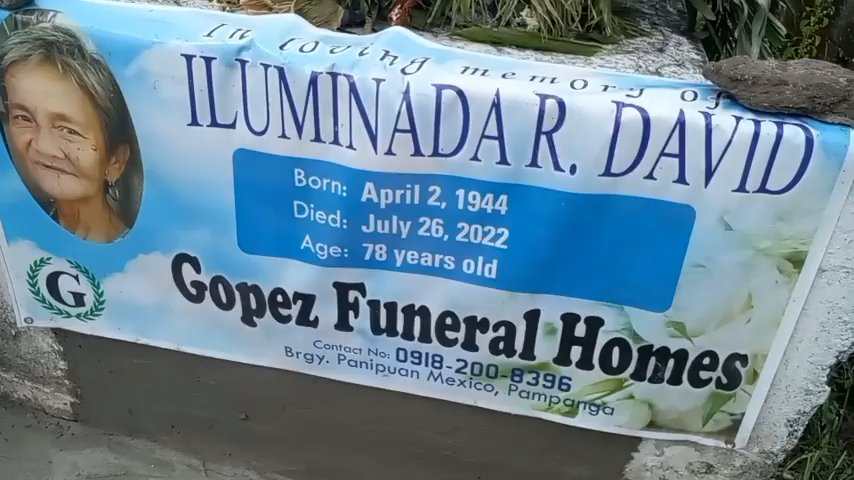 In loving memory of
ILUMINADA R. DAVID
Born: April 2, 1944
Died: July 26, 2022
Age: 78 years old
G
Gopez Funeral Homes
Contact No: 0918-200-8396
Brgy. Panipuan Mexico, Pampanga